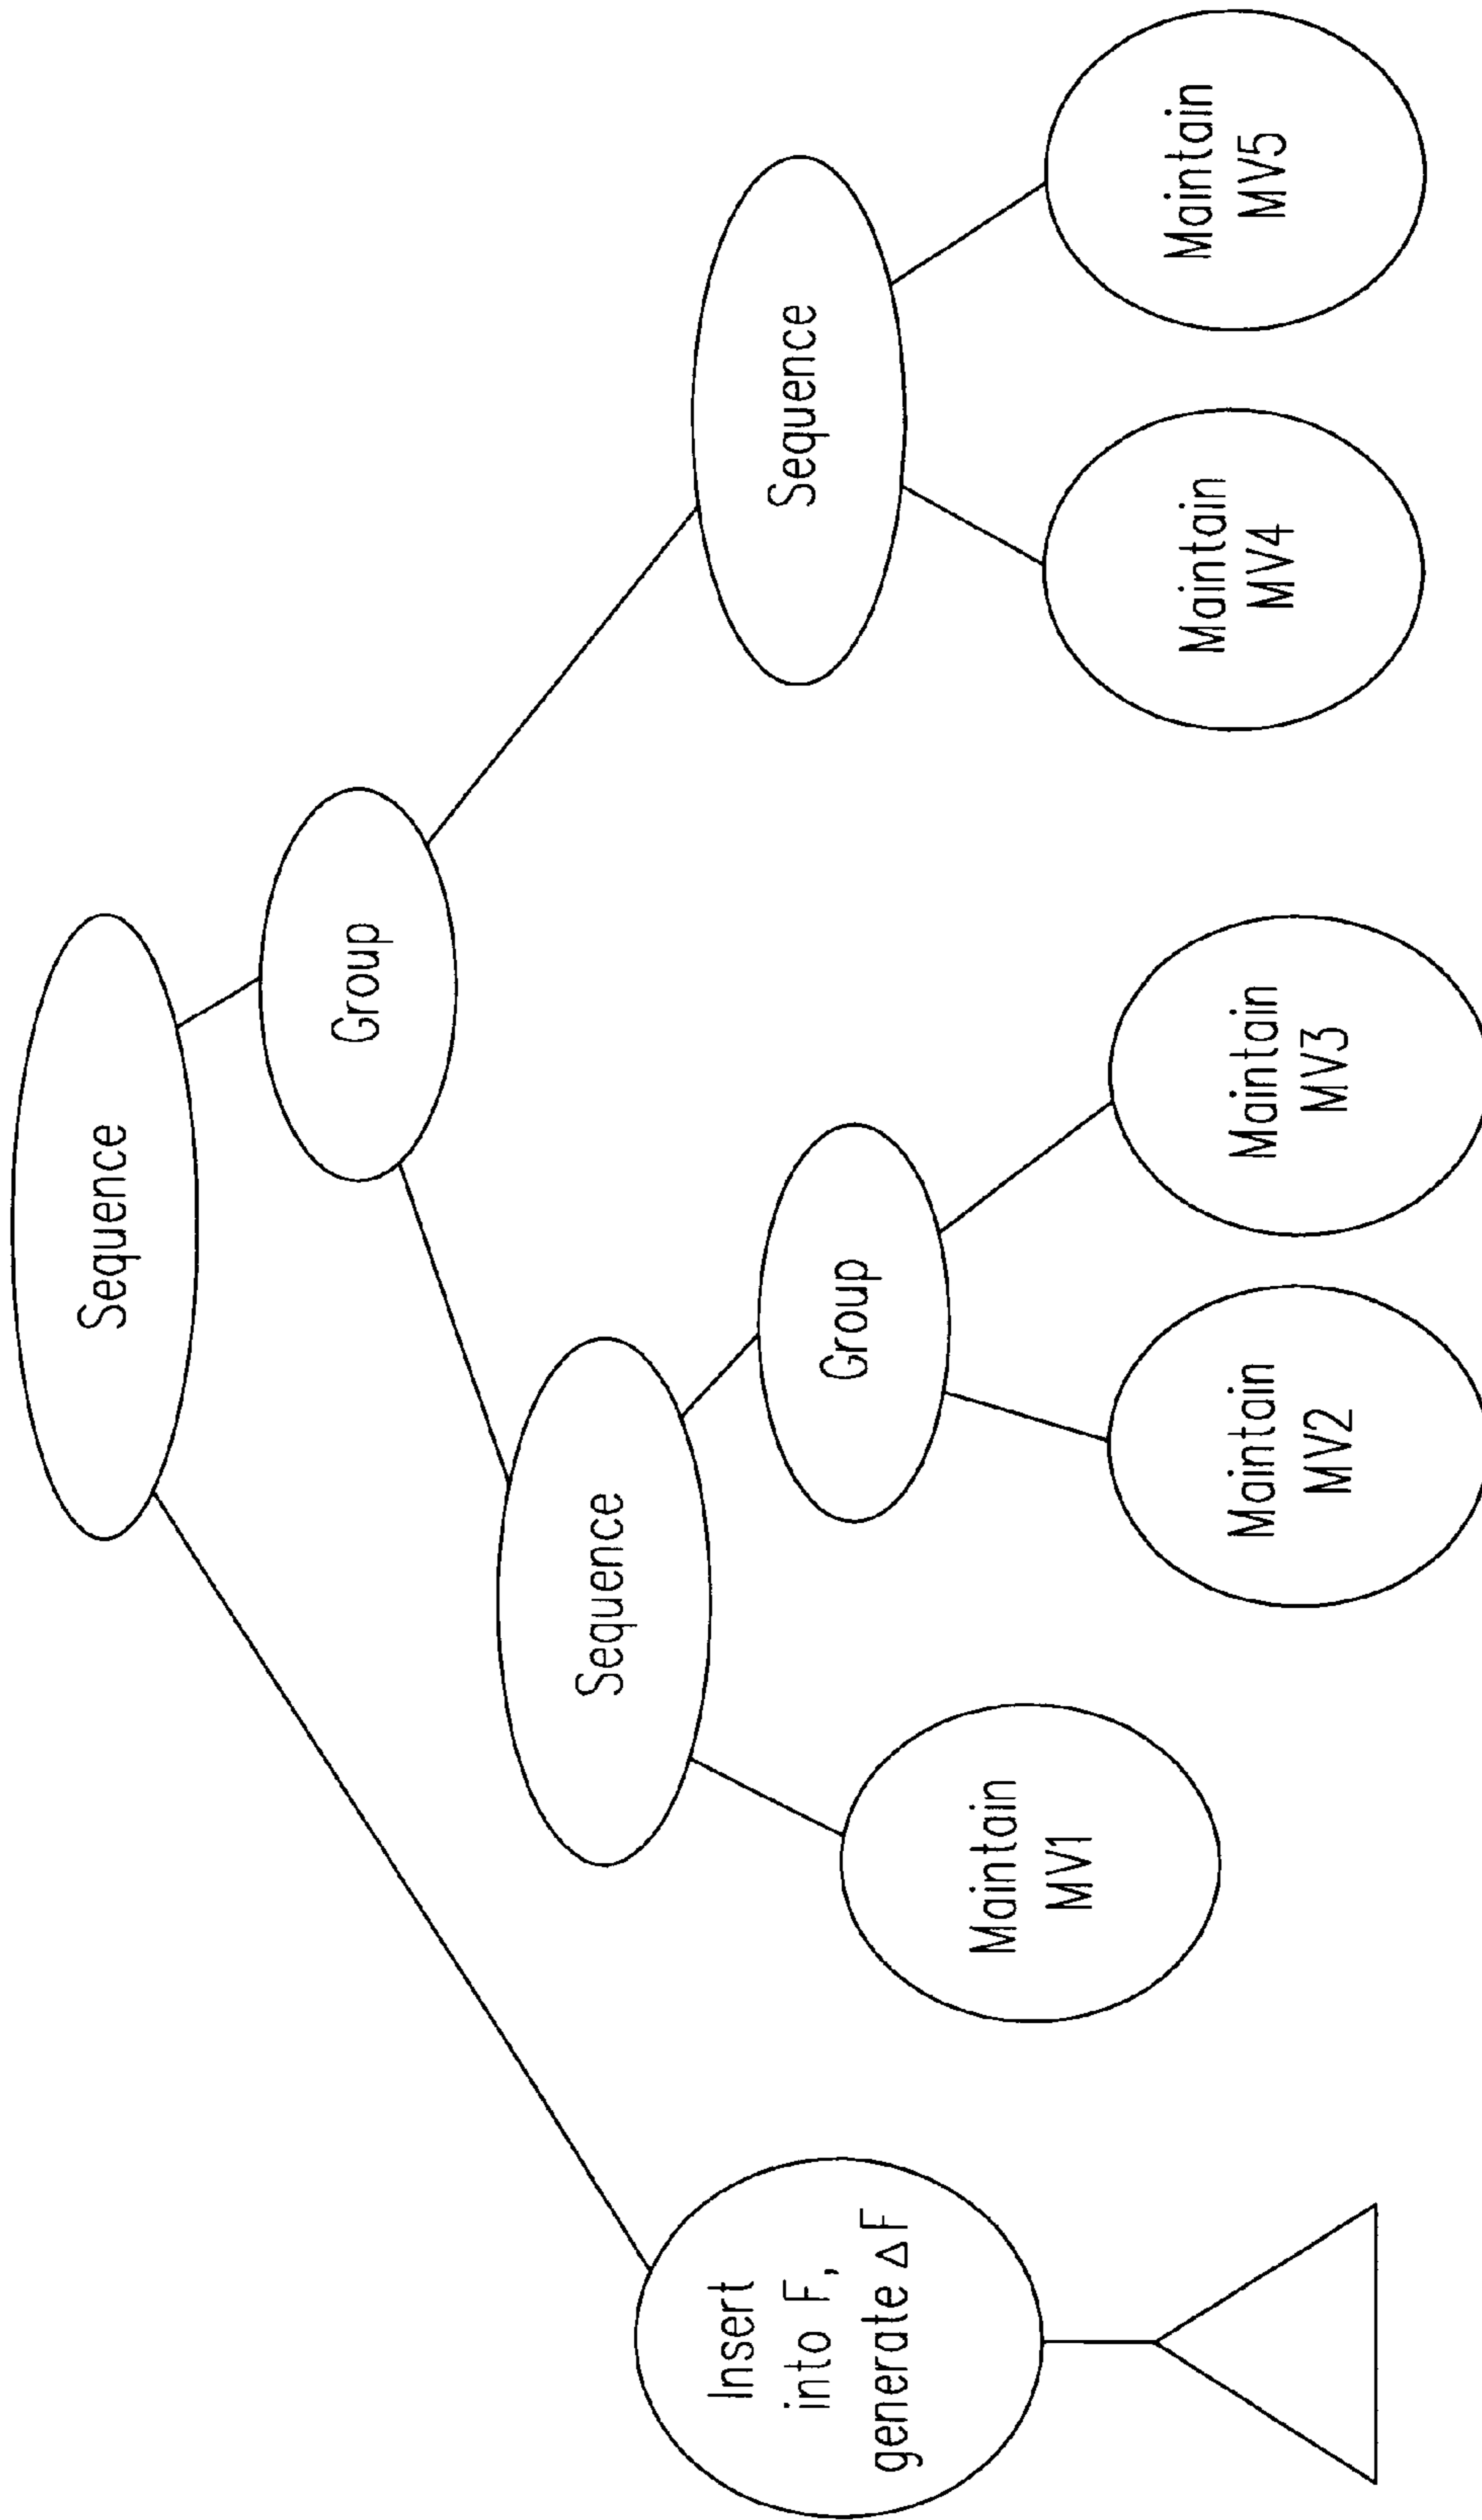 Sequence
Group
Sequence
Sequence
Group
Insert
into F,
generate ΔF
Maintain
MV1
Maintain
MV2
Maintain
MV3
Maintain
MV4
Maintain
MV5